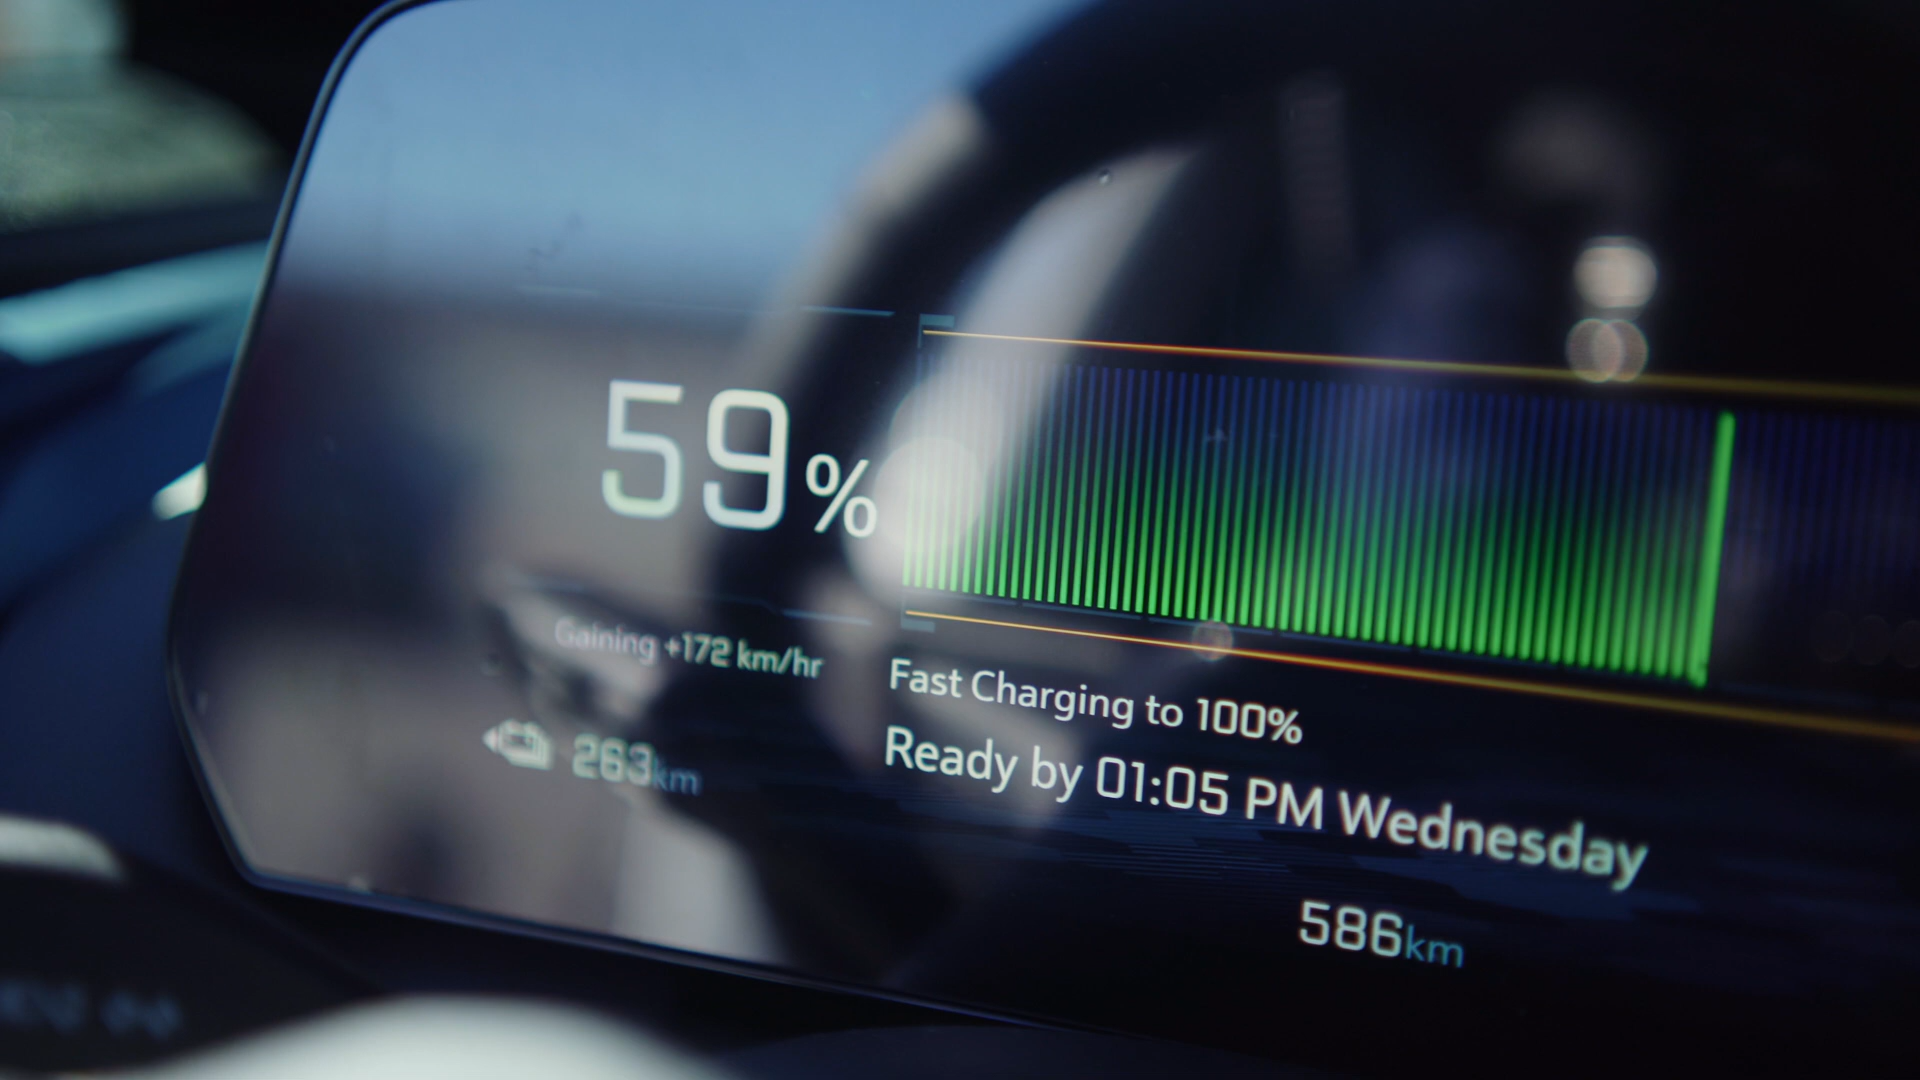 59%
Gaining +172 km/hr
263km
Fast Charging to 100%
Ready by 01:05 PM Wednesday
586km